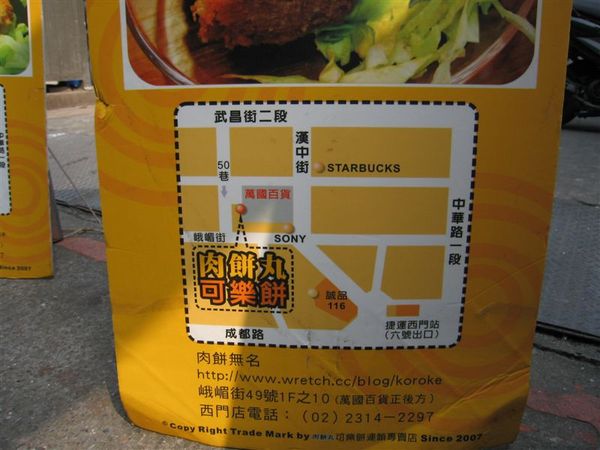 武昌街二段
漢中街
50巷
STARBUCKS
萬國百貨
中華路一段
峨嵋街
SONY
肉餅丸
可樂餅
誠品
116
捷運西門站
(六號出口)
成都路
肉餅無名
http://www.wretch.cc/blog/koroke
峨嵋街49號1F之10 (萬國百貨正後方)
西門店電話：(02) 2314-2297
© Copy Right Trade Mark by 肉餅丸 可樂餅連鎖專賣店 Since 2007
Since 2007